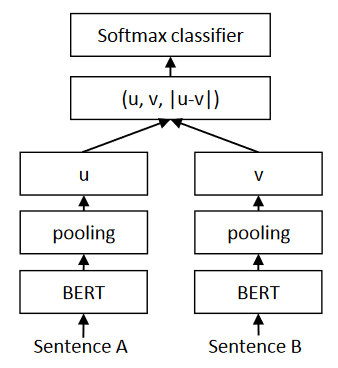 Softmax classifier
(u, v, |u-v|)
u
v
pooling
pooling
BERT
BERT
Sentence A
Sentence B